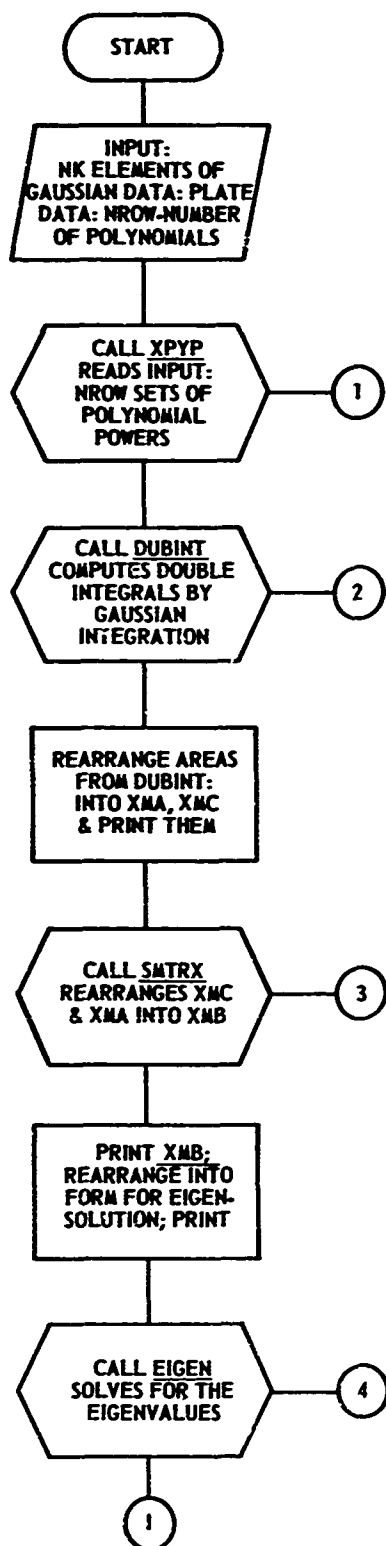 START
INPUT:
NK ELEMENTS OF
GAUSSIAN DATA: PLATE
DATA: NROW-NUMBER
OF POLYNOMIALS
CALL XPYP
READS INPUT:
NROW SETS OF
POLYNOMIAL
POWERS
1
CALL DUBINT
COMPUTES DOUBLE
INTEGRALS BY
GAUSSIAN
INTEGRATION
2
REARRANGE AREAS
FROM DUBINT:
INTO XMA, XMC
& PRINT THEM
CALL SMTRX
REARRANGES XMC
& XMA INTO XMB
3
PRINT XMB;
REARRANGE INTO
FORM FOR EIGEN-
SOLUTION; PRINT
CALL EIGEN
SOLVES FOR THE
EIGENVALUES
4
1